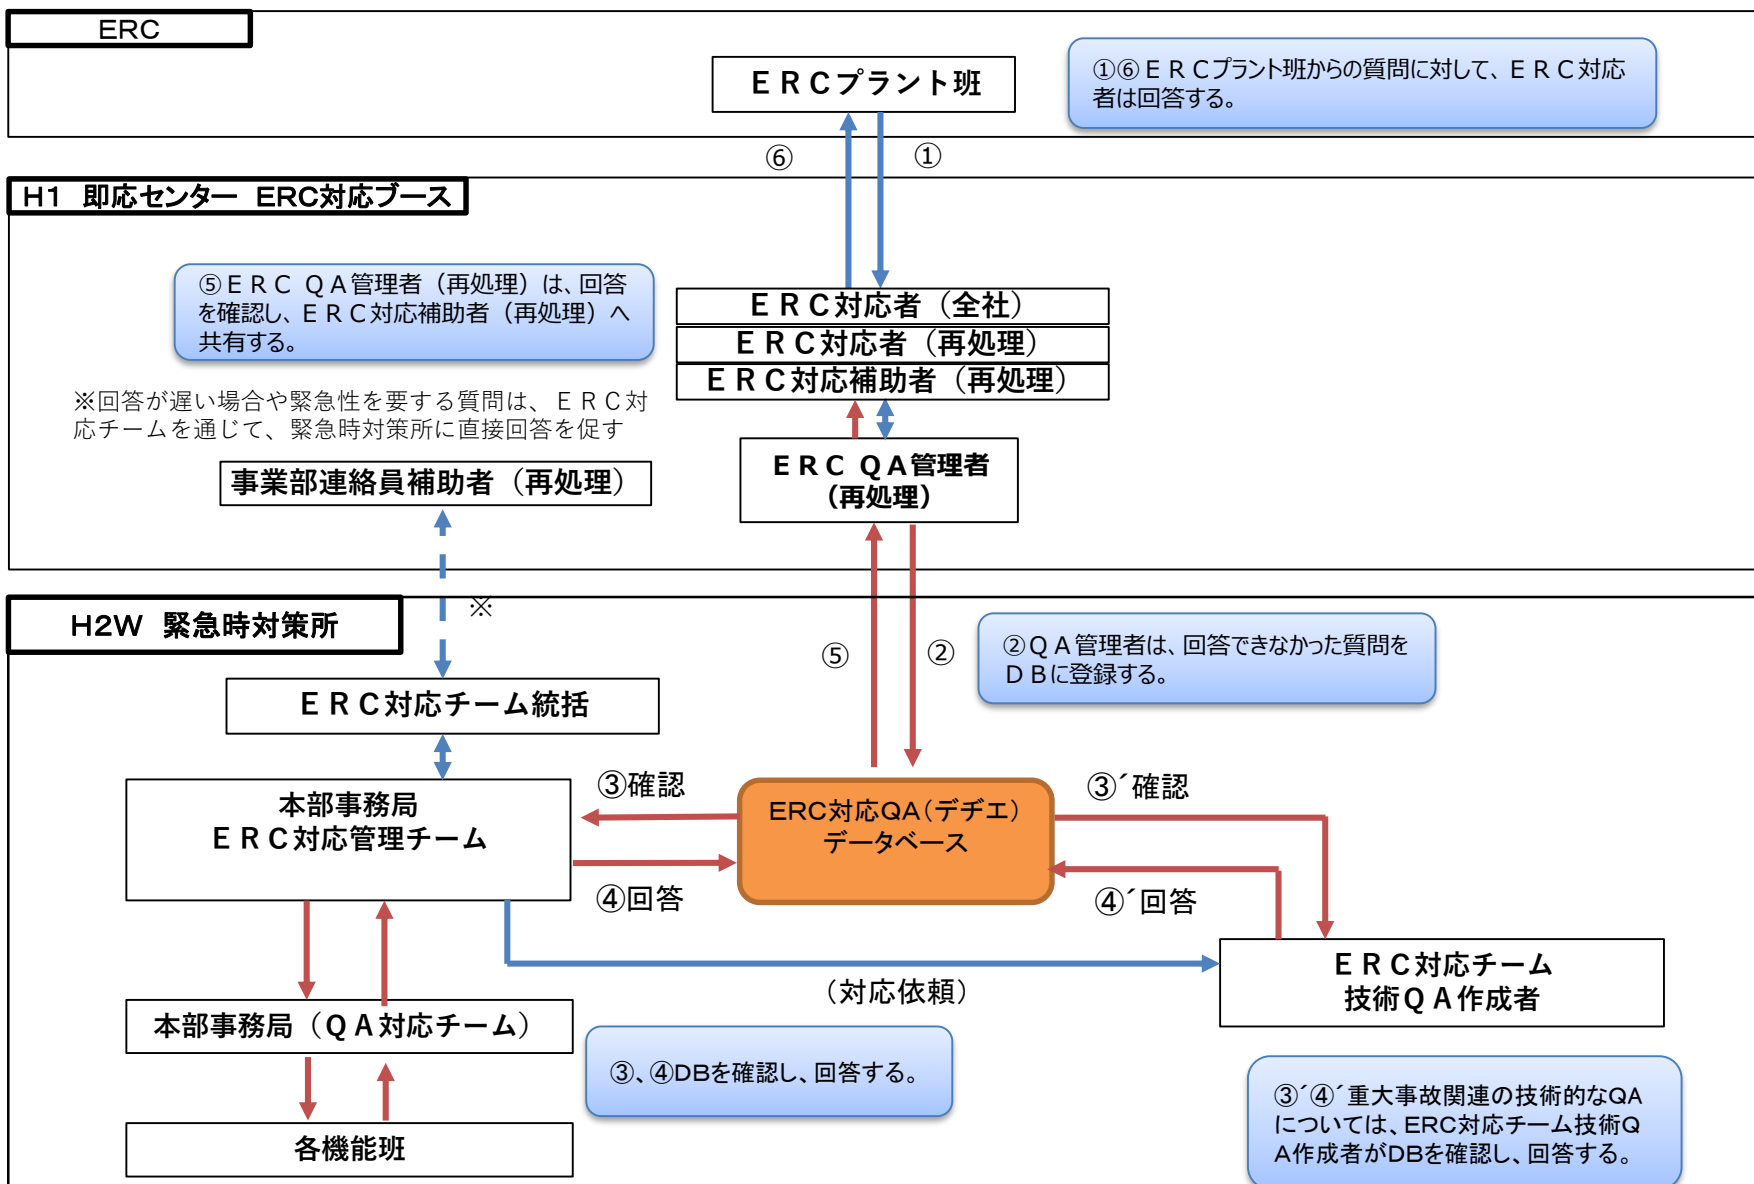 ERC
ＥＲＣプラント班
①⑥ＥＲＣプラント班からの質問に対して、ＥＲＣ対応
者は回答する。
⑥
①
H1　即応センター　ERC対応ブース
⑤ＥＲＣ ＱＡ管理者（再処理）は、回答
を確認し、ＥＲＣ対応補助者（再処理）へ
共有する。
ＥＲＣ対応者（全社）
ＥＲＣ対応者（再処理）
ＥＲＣ対応補助者（再処理）
※回答が遅い場合や緊急性を要する質問は、ＥＲＣ対
応チームを通じて、緊急時対策所に直接回答を促す
事業部連絡員補助者（再処理）
ＥＲＣ ＱＡ管理者
（再処理）
H2W　緊急時対策所
※
⑤
②
②ＱＡ管理者は、回答できなかった質問を
ＤＢに登録する。
ＥＲＣ対応チーム統括
本部事務局
ＥＲＣ対応管理チーム
③確認
④回答
ERC対応QA（デヂエ）
データベース
③´確認
④´回答
（対応依頼）
ＥＲＣ対応チーム
技術ＱＡ作成者
本部事務局（ＱＡ対応チーム）
③、④DBを確認し、回答する。
各機能班
③´④´重大事故関連の技術的なQA
については、ERC対応チーム技術Q
A作成者がDBを確認し、回答する。